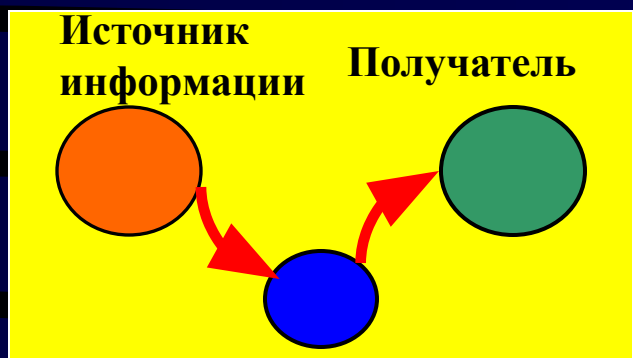 Источник
информации
Получатель